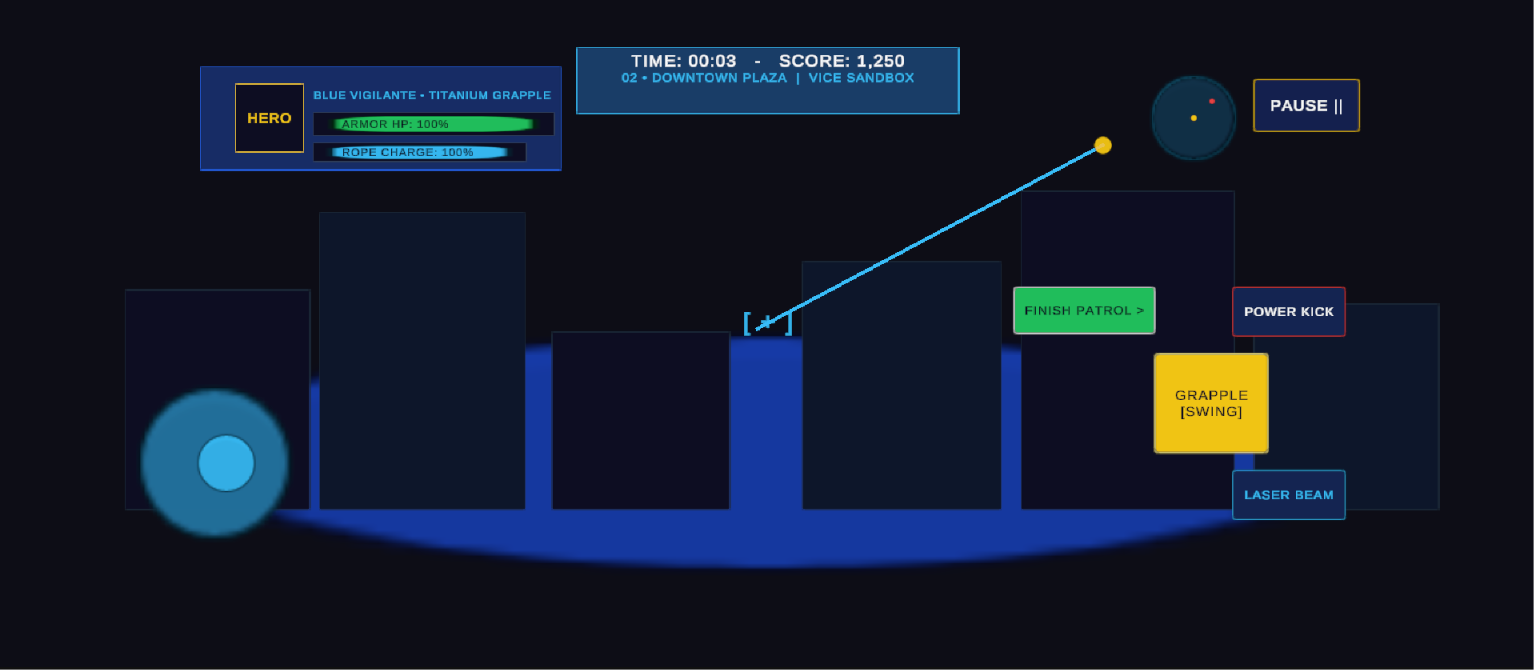 TIME: 00:03 - SCORE: 1,250
02 • DOWNTOWN PLAZA | VICE SANDBOX
HERO
BLUE VIGILANTE • TITANIUM GRAPPLE
ARMOR HP: 100%
ROPE CHARGE: 100%
PAUSE ||
[ + ]
FINISH PATROL >
POWER KICK
GRAPPLE
[SWING]
LASER BEAM